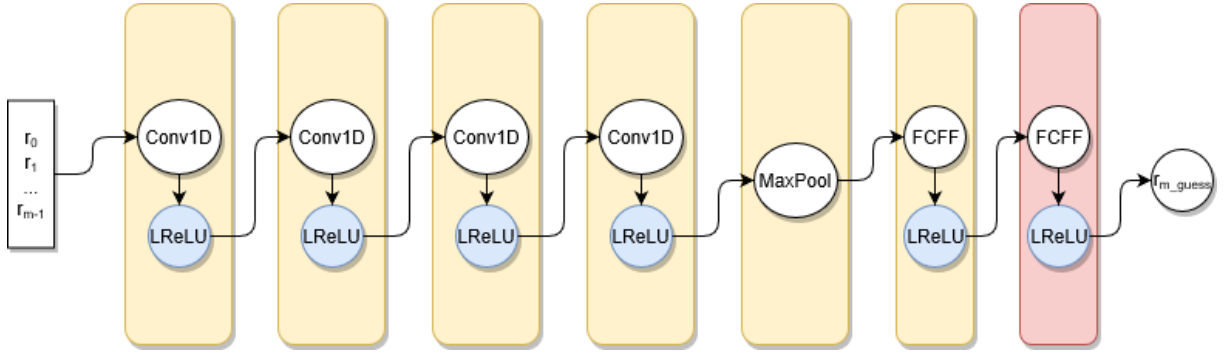 r0
r1
...
rm-1
Conv1D
LReLU
Conv1D
LReLU
Conv1D
LReLU
Conv1D
LReLU
MaxPool
FCFF
LReLU
FCFF
LReLU
rm_guess